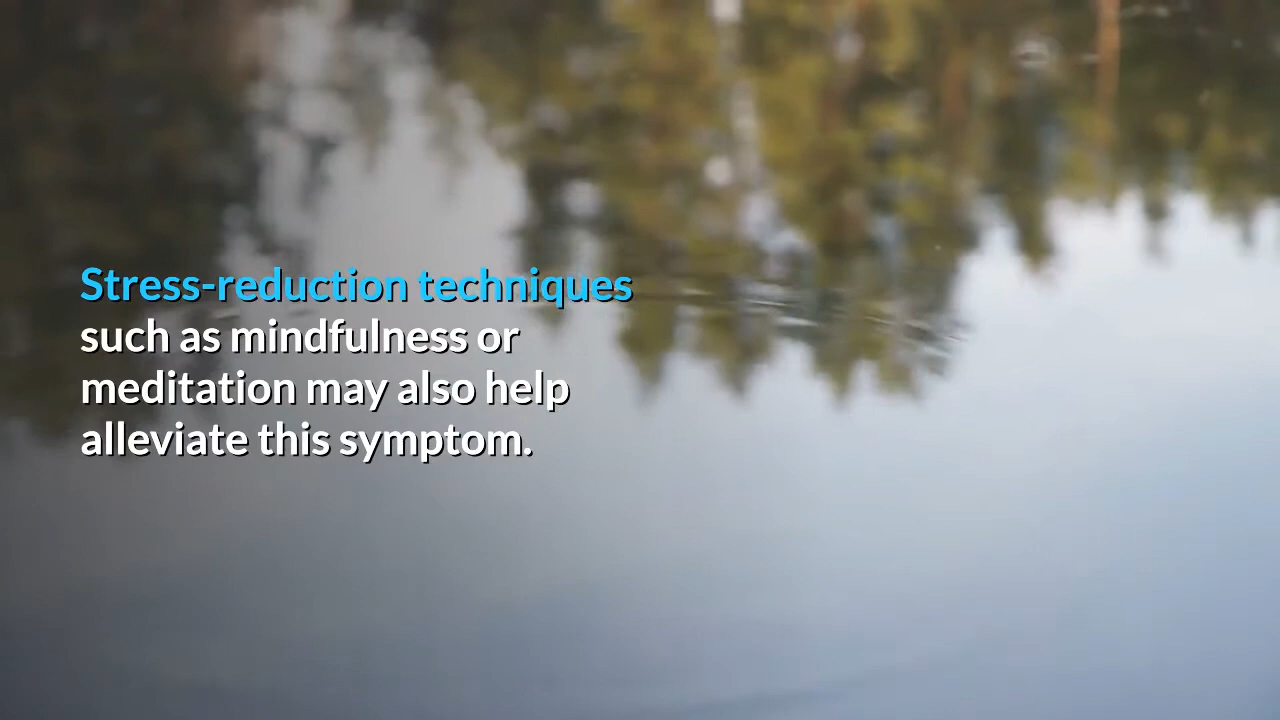 Stress-reduction techniques
such as mindfulness or
meditation may also help
alleviate this symptom.